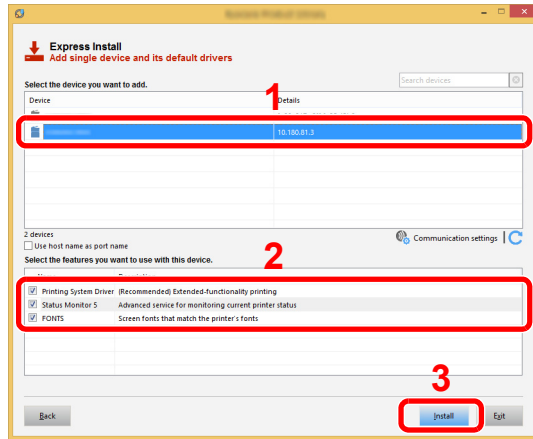 Express Install
Add single device and its default drivers
Select the device you want to add.
Search devices
1
Device Details
10.180.81.3
2 devices
Communication settings
Use host name as port name
2
Select the features you want to use with this device.
Printing System Driver (Recommended) Extended-functionality printing
Status Monitor 5 Advanced service for monitoring current printer status
FONTS Screen fonts that match the printer's fonts
3
Back Install Exit